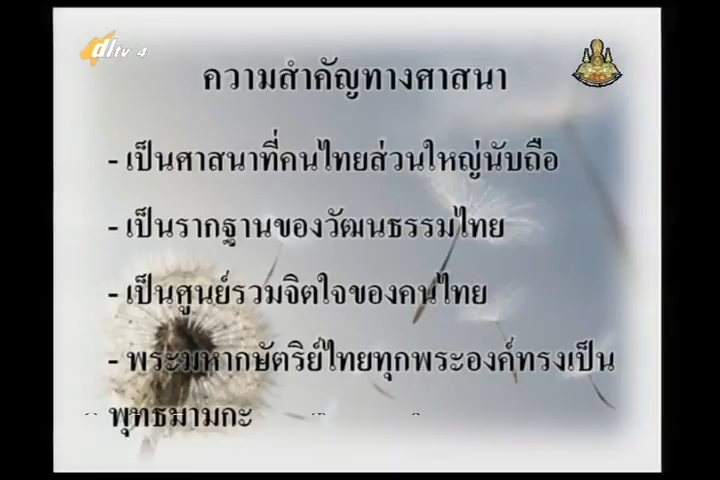 dltv 4
ความสำคัญทางศาสนา
- เป็นศาสนาที่คนไทยส่วนใหญ่นับถือ
- เป็นรากฐานของวัฒนธรรมไทย
- เป็นศูนย์รวมจิตใจของคนไทย
- พระมหากษัตริย์ไทยทุกพระองค์ทรงเป็น
พุทธมามกะ